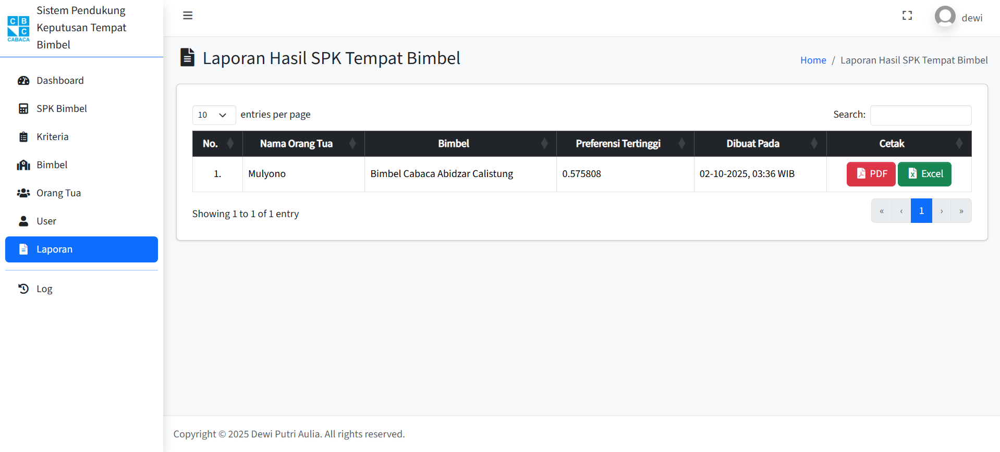 C B
C
CABACA
Sistem Pendukung
Keputusan Tempat
Bimbel
dewi
Dashboard
SPK Bimbel
Kriteria
Bimbel
Orang Tua
User
Laporan
Log
Laporan Hasil SPK Tempat Bimbel
Home / Laporan Hasil SPK Tempat Bimbel
10 entries per page
Search:
No. Nama Orang Tua Bimbel Preferensi Tertinggi Dibuat Pada Cetak
1. Mulyono Bimbel Cabaca Abidzar Calistung 0.575808 02-10-2025, 03:36 WIB PDF Excel
Showing 1 to 1 of 1 entry
« ‹ 1 › »
Copyright © 2025 Dewi Putri Aulia. All rights reserved.